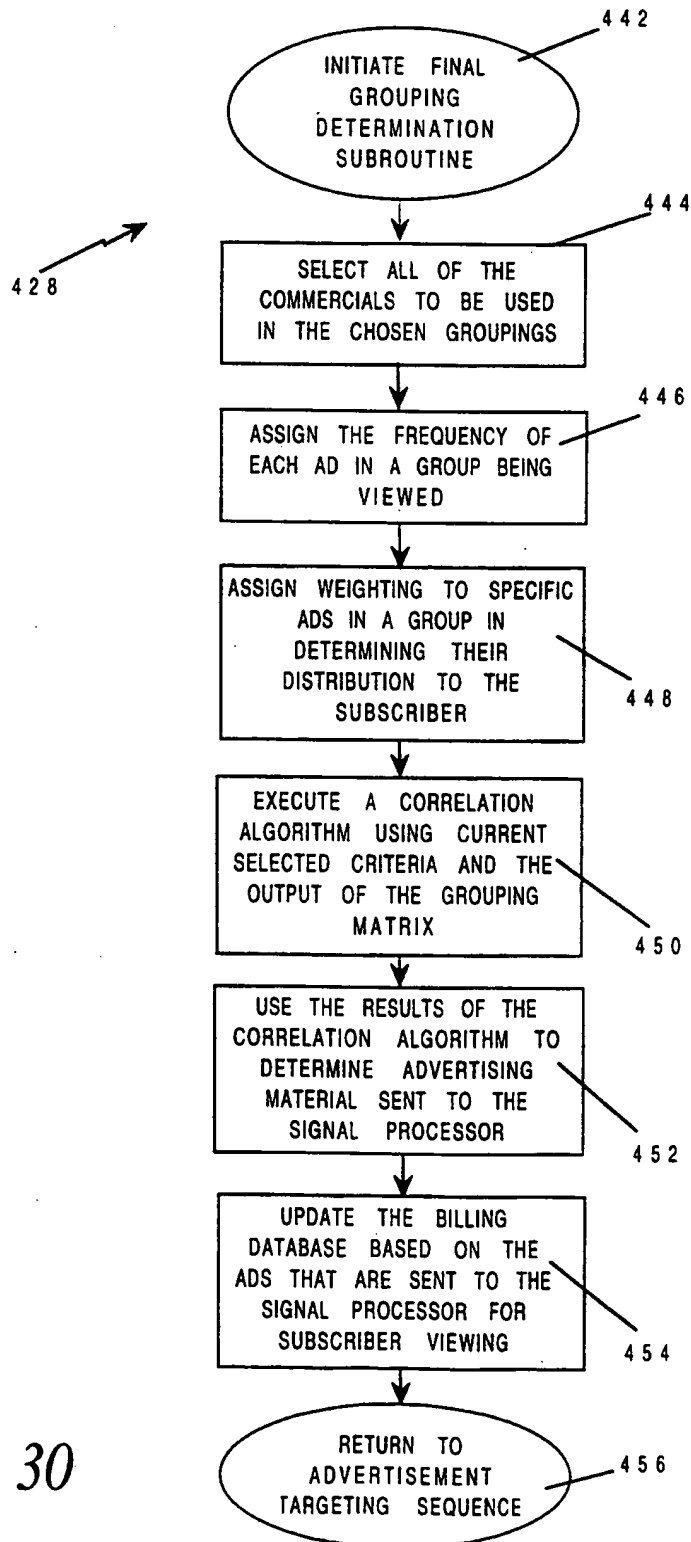 442
INITIATE FINAL
GROUPING
DETERMINATION
SUBROUTINE
428
444
SELECT ALL OF THE
COMMERCIALS TO BE USED
IN THE CHOSEN GROUPINGS
446
ASSIGN THE FREQUENCY OF
EACH AD IN A GROUP BEING
VIEWED
ASSIGN WEIGHTING TO SPECIFIC
ADS IN A GROUP IN
DETERMINING THEIR
DISTRIBUTION TO THE
SUBSCRIBER
448
EXECUTE A CORRELATION
ALGORITHM USING CURRENT
SELECTED CRITERIA AND THE
OUTPUT OF THE GROUPING
MATRIX
450
USE THE RESULTS OF THE
CORRELATION ALGORITHM TO
DETERMINE ADVERTISING
MATERIAL SENT TO THE
SIGNAL PROCESSOR
452
UPDATE THE BILLING
DATABASE BASED ON THE
ADS THAT ARE SENT TO THE
SIGNAL PROCESSOR FOR
SUBSCRIBER VIEWING
454
RETURN TO
ADVERTISEMENT
TARGETING SEQUENCE
456
30